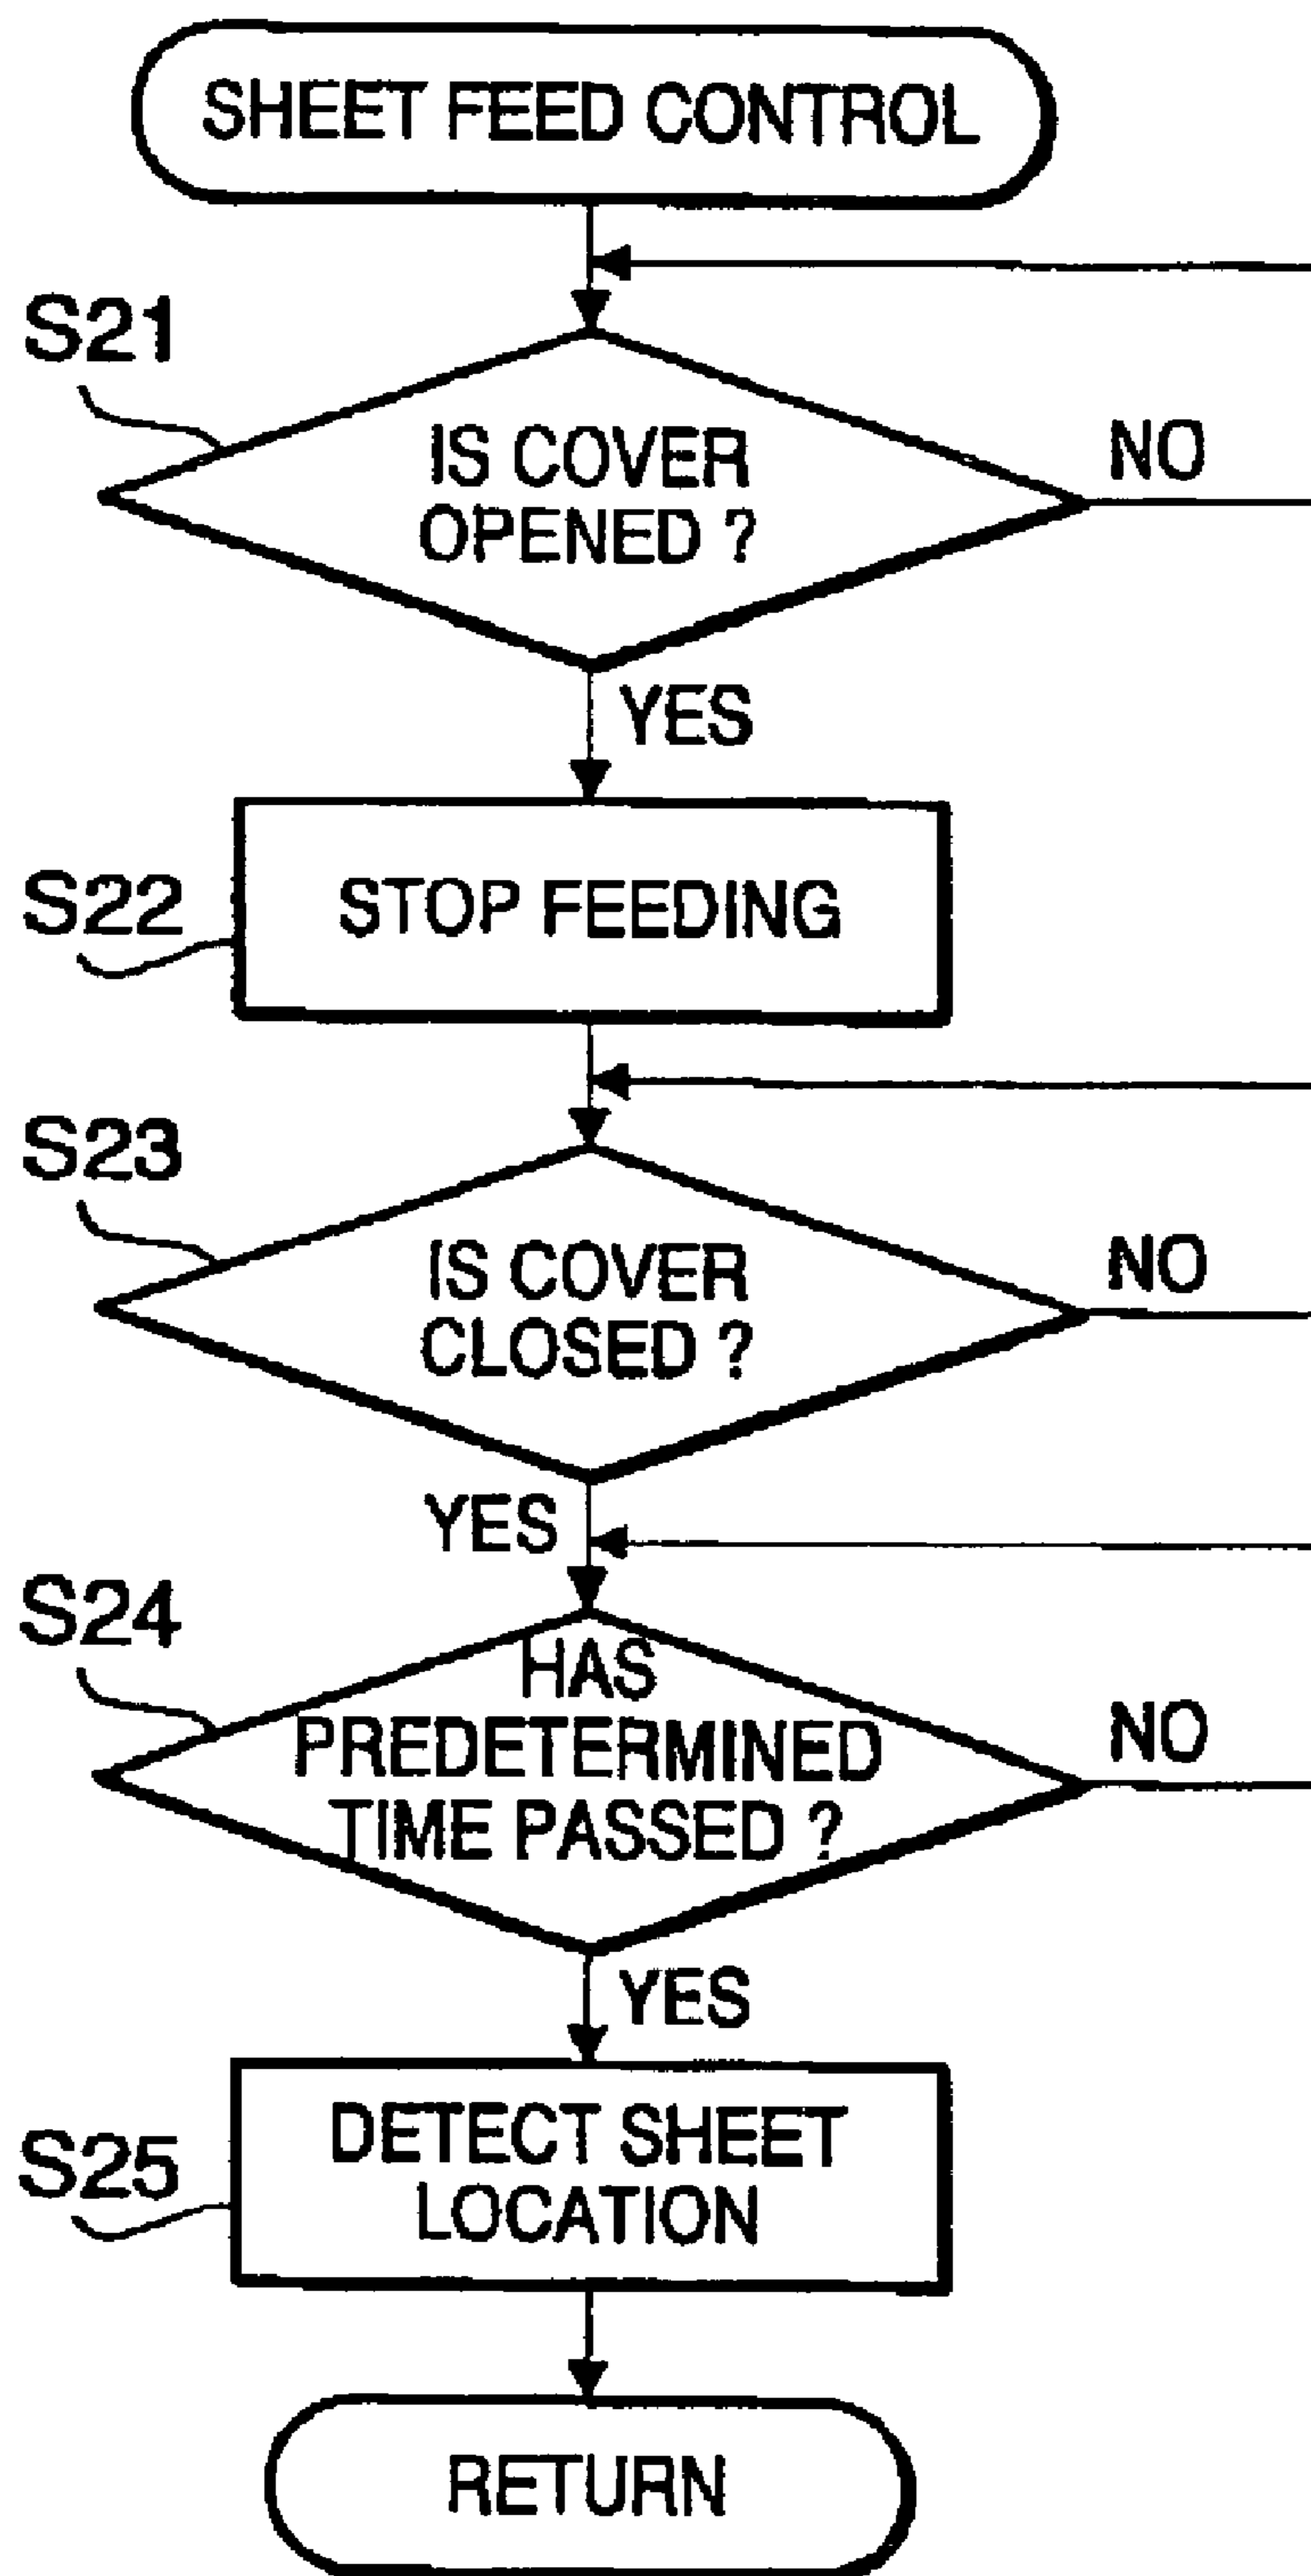 SHEET FEED CONTROL
S21
IS COVER
OPENED ?
NO
YES
S22
STOP FEEDING
S23
IS COVER
CLOSED ?
NO
YES
S24
HAS
PREDETERMINED
TIME PASSED ?
NO
YES
S25
DETECT SHEET
LOCATION
RETURN